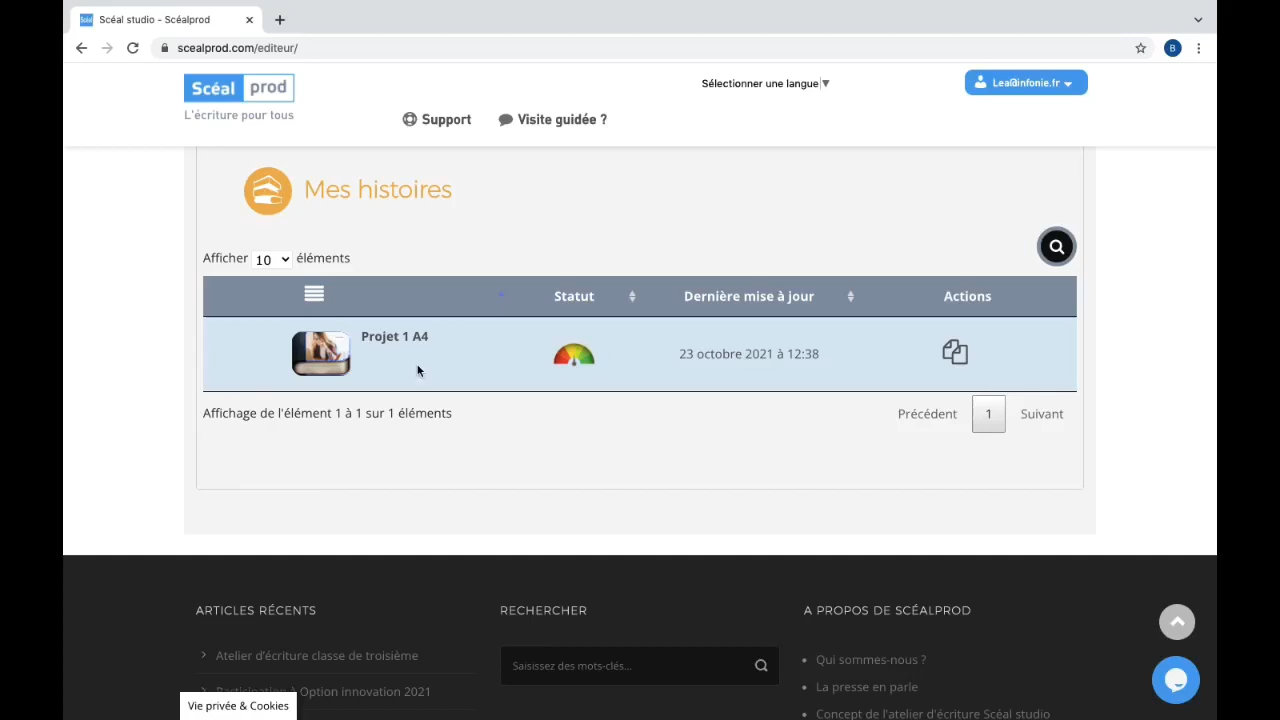 Scéal studio - Scéalprod
scealprod.com/editeur/
B
Scéal prod
L'écriture pour tous
Sélectionner une langue ▼
Lea@infonie.fr
Support
Visite guidée ?
Mes histoires
Afficher 10 éléments
Statut
Dernière mise à jour
Actions
Projet 1 A4
23 octobre 2021 à 12:38
Affichage de l'élément 1 à 1 sur 1 éléments
Précédent 1 Suivant
ARTICLES RÉCENTS
Atelier d'écriture classe de troisième
Participation à Option innovation 2021
RECHERCHER
Saisissez des mots-clés...
A PROPOS DE SCÉALPROD
Qui sommes-nous ?
La presse en parle
Concept de l'atelier d'écriture Scéal studio
Vie privée & Cookies